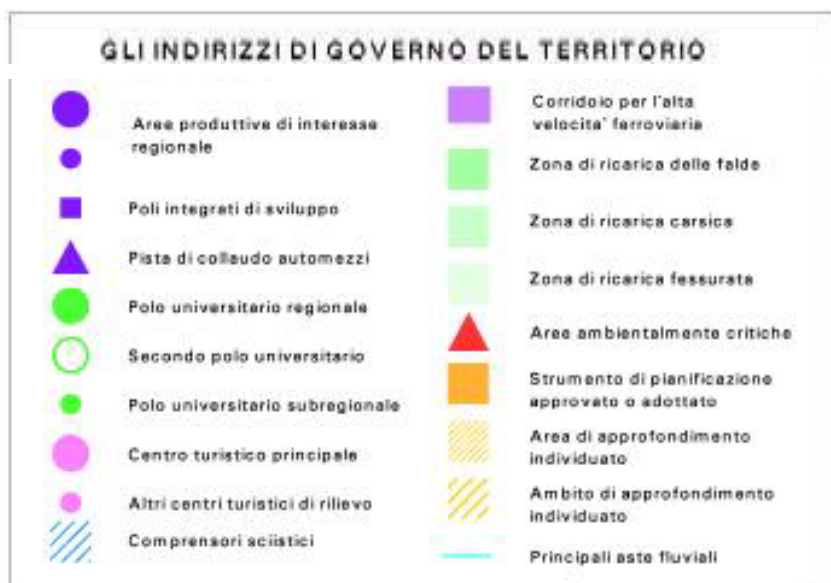 GLI INDIRIZZI DI GOVERNO DEL TERRITORIO
Aree produttive di interesse
regionale
Poli integrati di sviluppo
Pista di collaudo automezzi
Polo universitario regionale
Secondo polo universitario
Polo universitario subregionale
Centro turistico principale
Altri centri turistici di rilievo
Comprensori sciistici
Corridoio per l'alta
velocita' ferroviaria
Zona di ricarica delle falde
Zona di ricarica carsica
Zona di ricarica fessurata
Aree ambientalmente critiche
Strumento di pianificazione
approvato o adottato
Area di approfondimento
individuato
Ambito di approfondimento
individuato
Principali aste fluviali